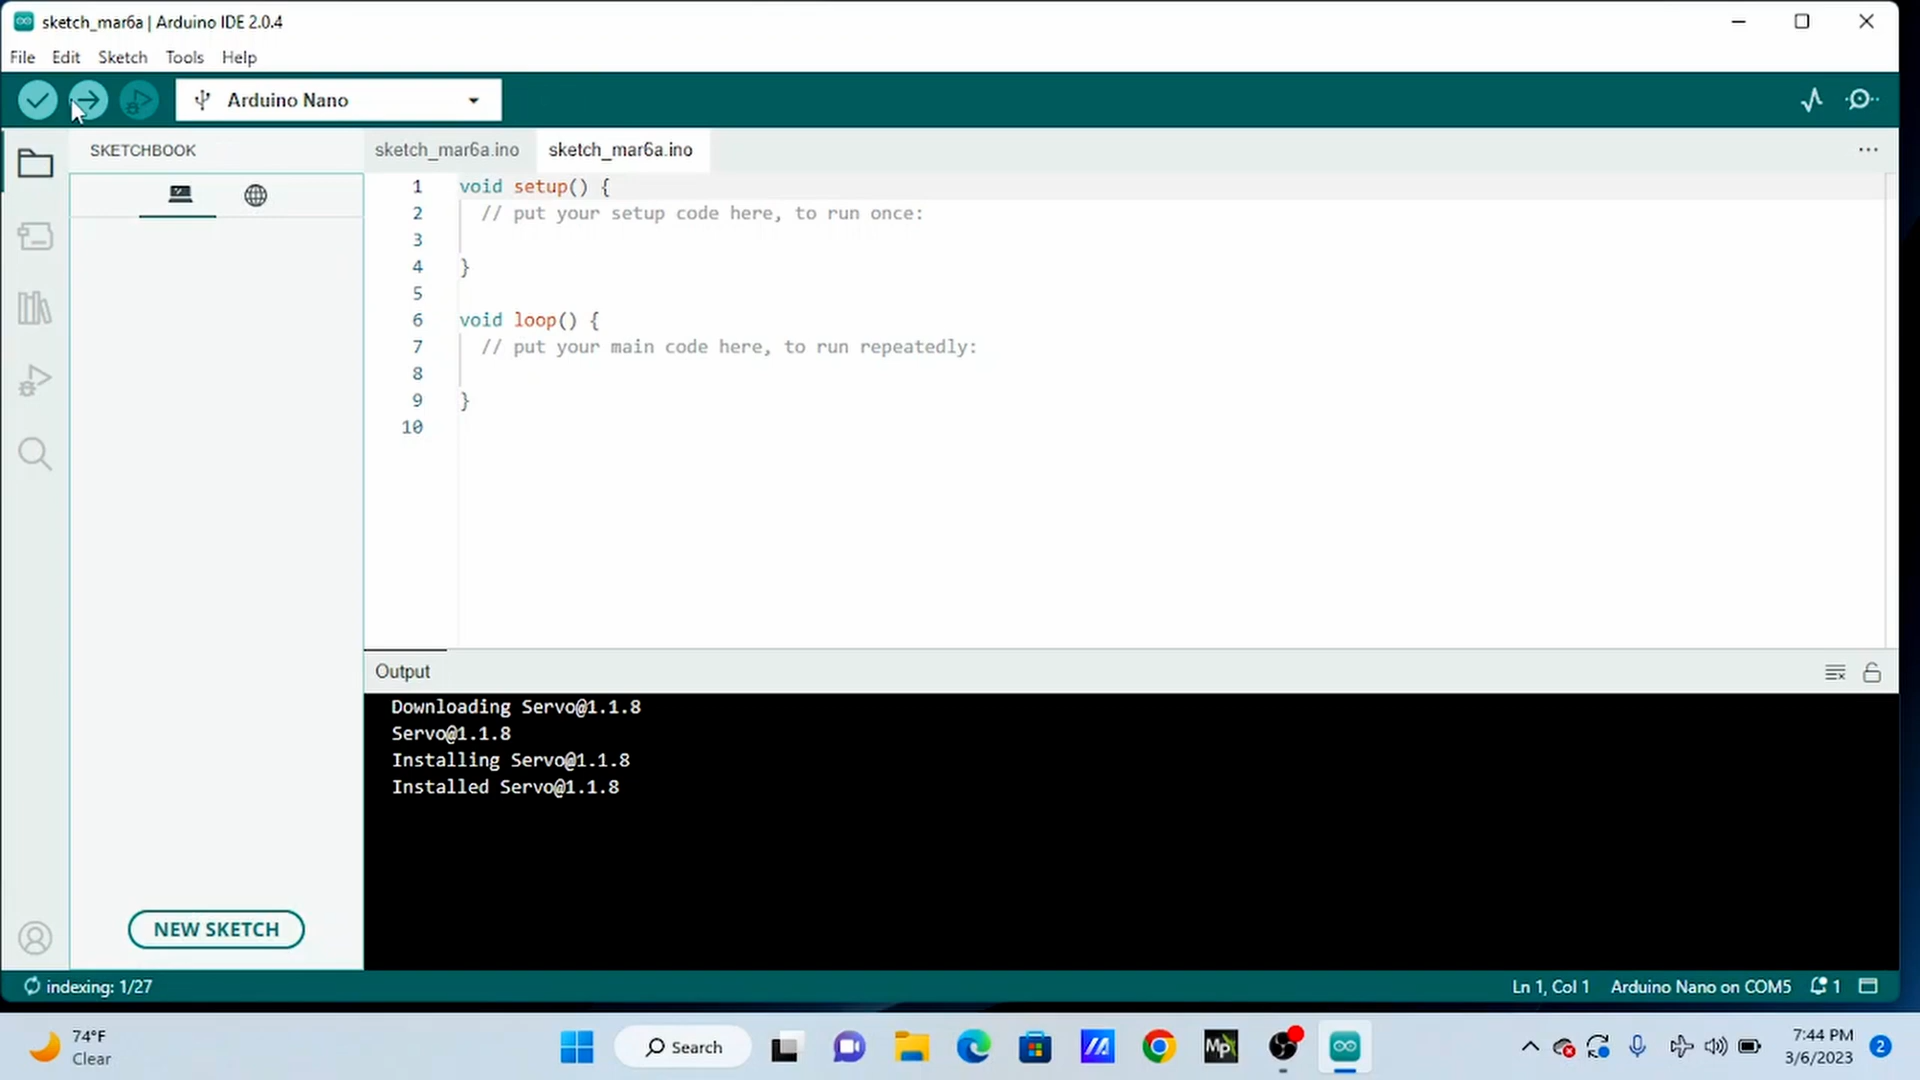 sketch_mar6a | Arduino IDE 2.0.4
File Edit Sketch Tools Help
Arduino Nano
SKETCHBOOK
sketch_mar6a.ino sketch_mar6a.ino
1 void setup() {
2 // put your setup code here, to run once:
3
4 }
5
6 void loop() {
7 // put your main code here, to run repeatedly:
8
9 }
10
Output
Downloading Servo@1.1.8
Servo@1.1.8
Installing Servo@1.1.8
Installed Servo@1.1.8
NEW SKETCH
indexing: 1/27
Ln 1, Col 1 Arduino Nano on COM5 1
74°F
Clear
Search
Mp
7:44 PM
3/6/2023
2